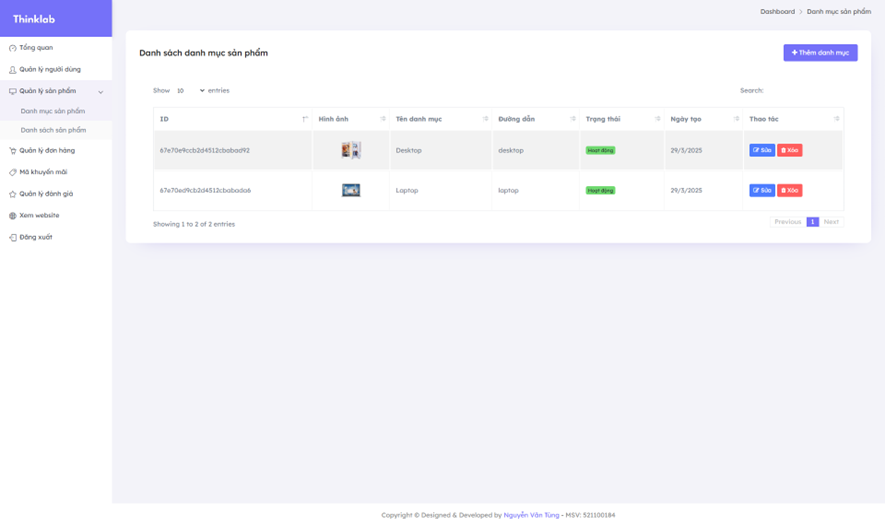 Thinklab
Dashboard > Danh mục sản phẩm
Tổng quan
Quản lý người dùng
Quản lý sản phẩm
Danh mục sản phẩm
Danh sách sản phẩm
Quản lý đơn hàng
Mã khuyến mãi
Quản lý đánh giá
Xem website
Đăng xuất
Danh sách danh mục sản phẩm
+ Thêm danh mục
Show 10 entries
Search:
ID Hình ảnh Tên danh mục Đường dẫn Trạng thái Ngày tạo Thao tác
67e70e9ccb2d4512cbabad92 Desktop desktop Hoạt động 29/3/2025 Sửa Xóa
67e70ed9cb2d4512cbabada6 Laptop laptop Hoạt động 29/3/2025 Sửa Xóa
Showing 1 to 2 of 2 entries
Previous 1 Next
Copyright © Designed & Developed by Nguyễn Văn Tùng - MSV: 521100184